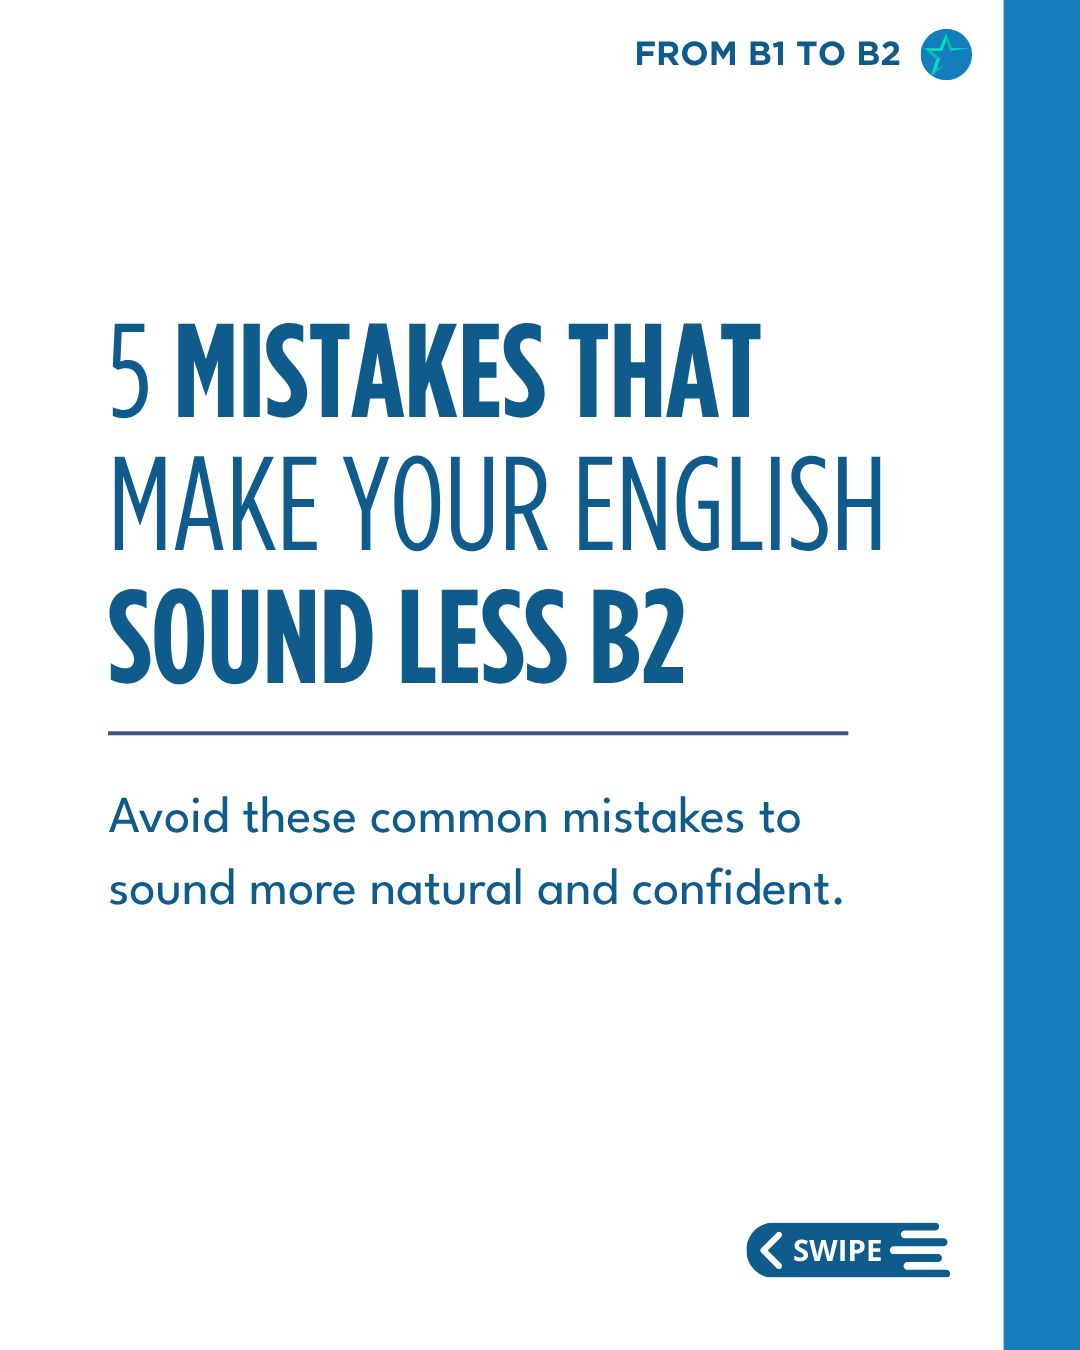 FROM B1 TO B2
5 MISTAKES THAT
MAKE YOUR ENGLISH
SOUND LESS B2
Avoid these common mistakes to
sound more natural and confident.
SWIPE